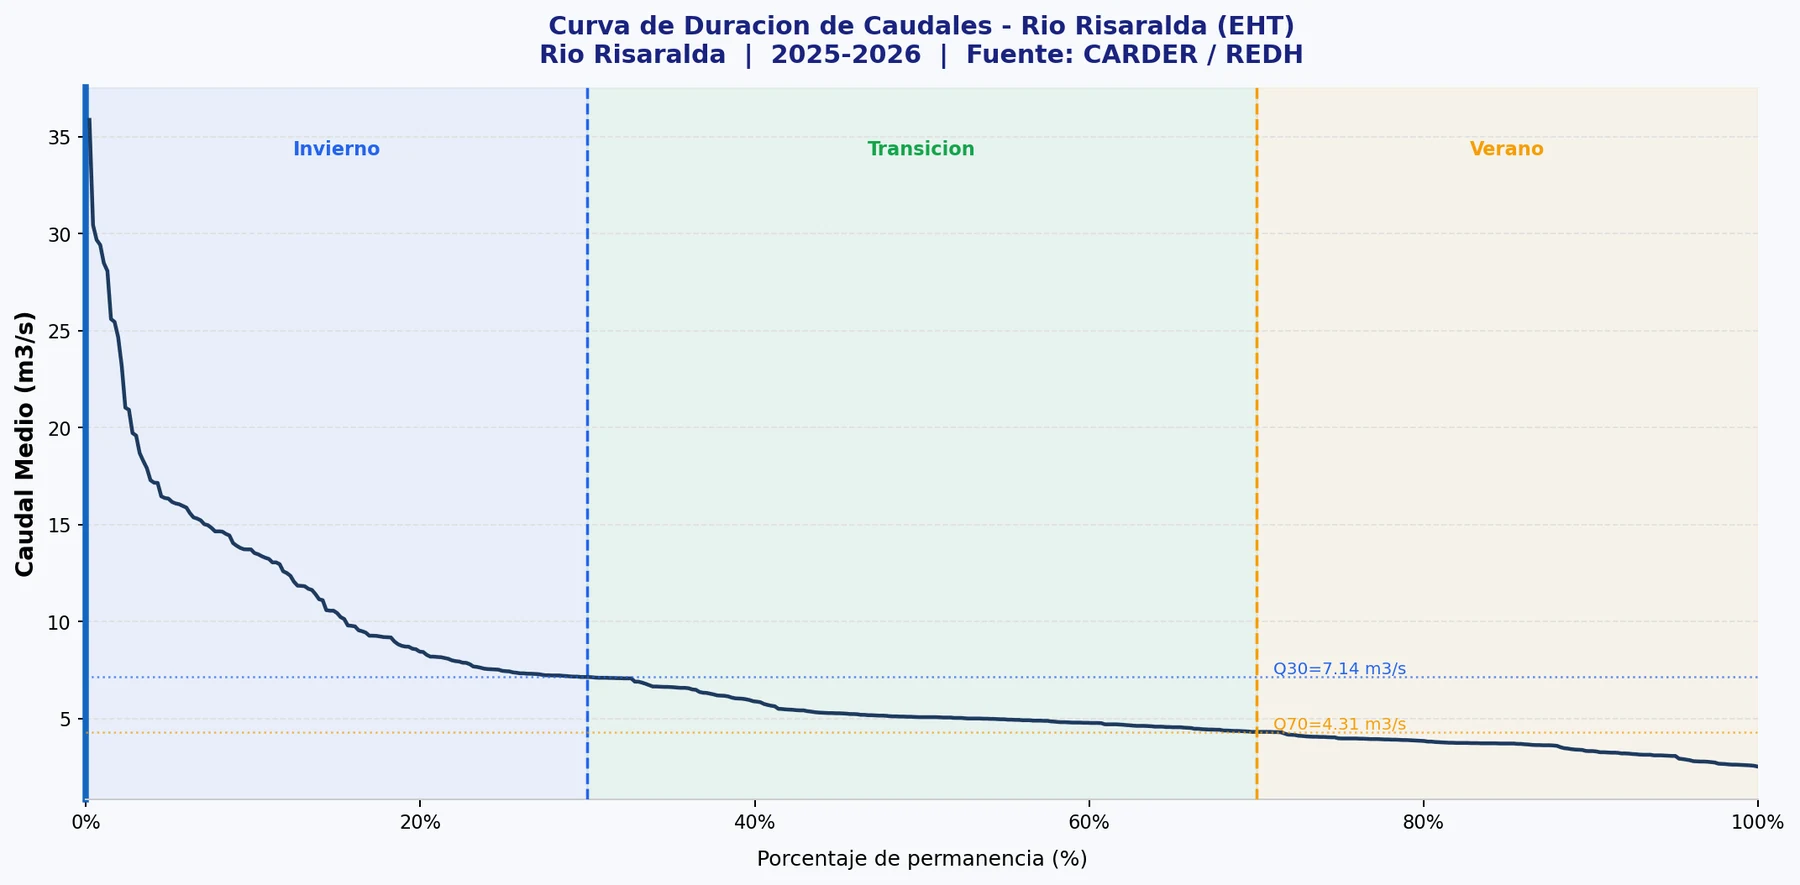 Curva de Duracion de Caudales - Rio Risaralda (EHT)
Rio Risaralda | 2025-2026 | Fuente: CARDER / REDH
Invierno
Transicion
Verano
35
30
25
20
15
10
5
Caudal Medio (m3/s)
Q30=7.14 m3/s
Q70=4.31 m3/s
0%
20%
40%
60%
80%
100%
Porcentaje de permanencia (%)